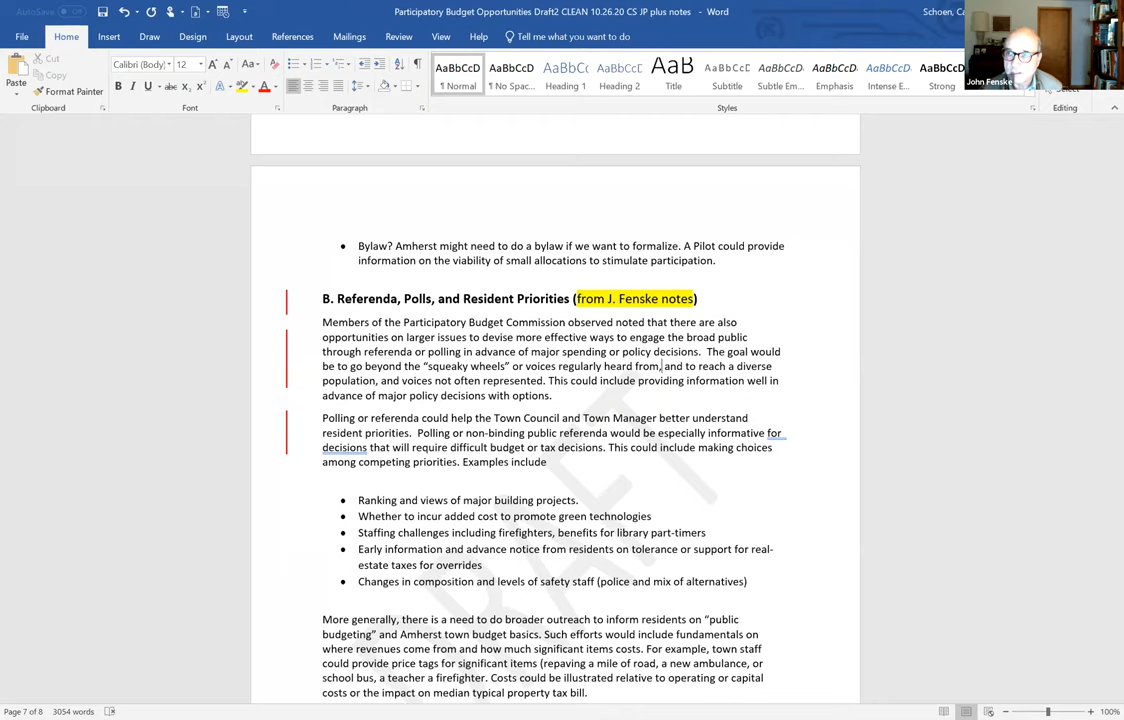 AutoSave Off
Participatory Budget Opportunities Draft2 CLEAN 10.26.20 CS JP plus notes - Word
Schoen, Ca
File Home Insert Draw Design Layout References Mailings Review View Help Tell me what you want to do
Paste
Cut
Copy
Format Painter
Clipboard
Calibri (Body) 12
Font
Paragraph
AaBbCcD AaBbCcD AaBbC AaBbCcD AaB AaBbCcD AaBbCcD AaBbCcD AaBbCcD AaBbCcD
¶ Normal ¶ No Spac... Heading 1 Heading 2 Title Subtitle Subtle Em... Emphasis Intense E... Strong
Styles
Select
Editing
John Fenske
• Bylaw? Amherst might need to do a bylaw if we want to formalize. A Pilot could provide
information on the viability of small allocations to stimulate participation.
B. Referenda, Polls, and Resident Priorities (from J. Fenske notes)
Members of the Participatory Budget Commission observed noted that there are also
opportunities on larger issues to devise more effective ways to engage the broad public
through referenda or polling in advance of major spending or policy decisions. The goal would
be to go beyond the “squeaky wheels” or voices regularly heard from, and to reach a diverse
population, and voices not often represented. This could include providing information well in
advance of major policy decisions with options.
Polling or referenda could help the Town Council and Town Manager better understand
resident priorities. Polling or non-binding public referenda would be especially informative for
decisions that will require difficult budget or tax decisions. This could include making choices
among competing priorities. Examples include
• Ranking and views of major building projects.
• Whether to incur added cost to promote green technologies
• Staffing challenges including firefighters, benefits for library part-timers
• Early information and advance notice from residents on tolerance or support for real-
estate taxes for overrides
• Changes in composition and levels of safety staff (police and mix of alternatives)
More generally, there is a need to do broader outreach to inform residents on “public
budgeting” and Amherst town budget basics. Such efforts would include fundamentals on
where revenues come from and how much significant items costs. For example, town staff
could provide price tags for significant items (repaving a mile of road, a new ambulance, or
school bus, a teacher a firefighter. Costs could be illustrated relative to operating or capital
costs or the impact on median typical property tax bill.
DRAFT
Page 7 of 8 3054 words
100%